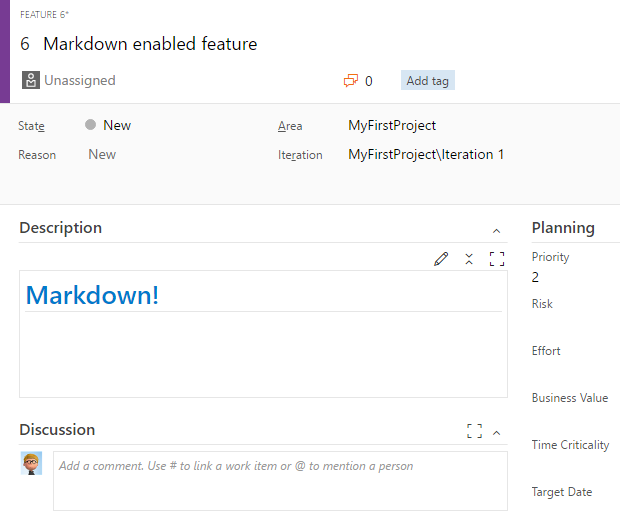 FEATURE 6*
6 Markdown enabled feature
Unassigned
0
Add tag
State
New
Area
MyFirstProject
Reason
New
Iteration
MyFirstProject\Iteration 1
Description
Markdown!
Discussion
Add a comment. Use # to link a work item or @ to mention a person
Planning
Priority
2
Risk
Effort
Business Value
Time Criticality
Target Date